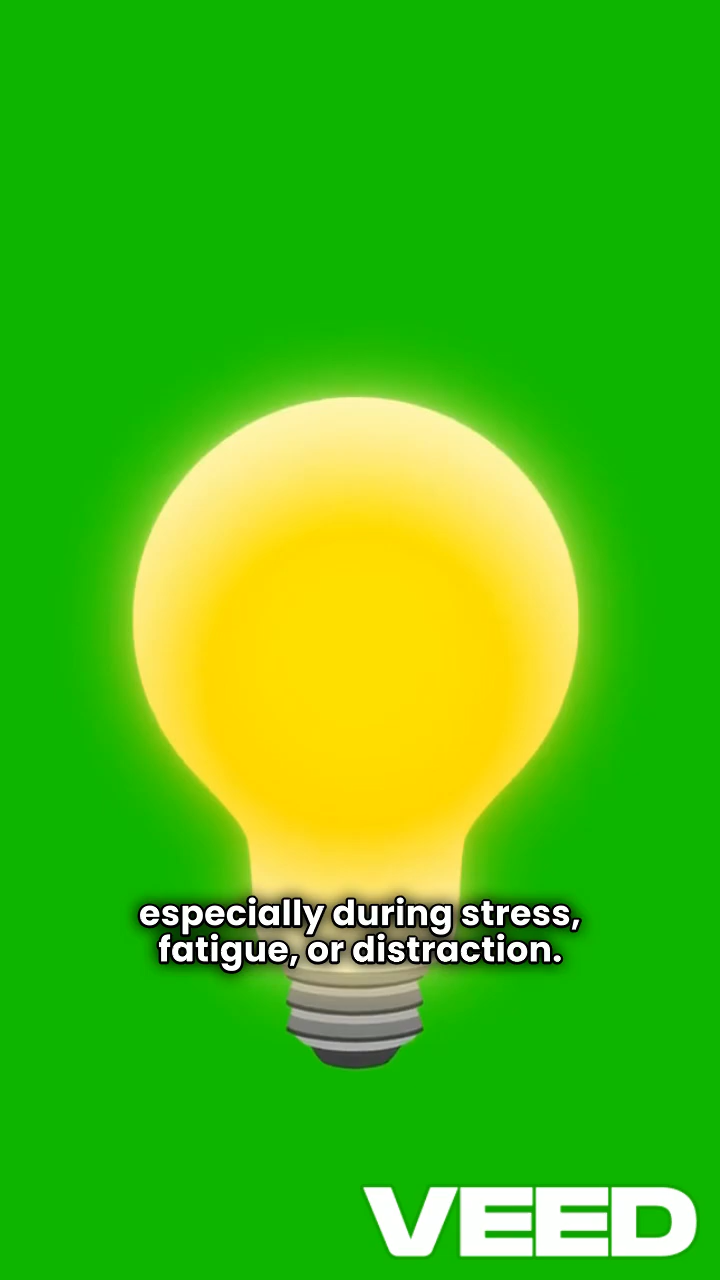 especially during stress,
fatigue, or distraction.
VEED